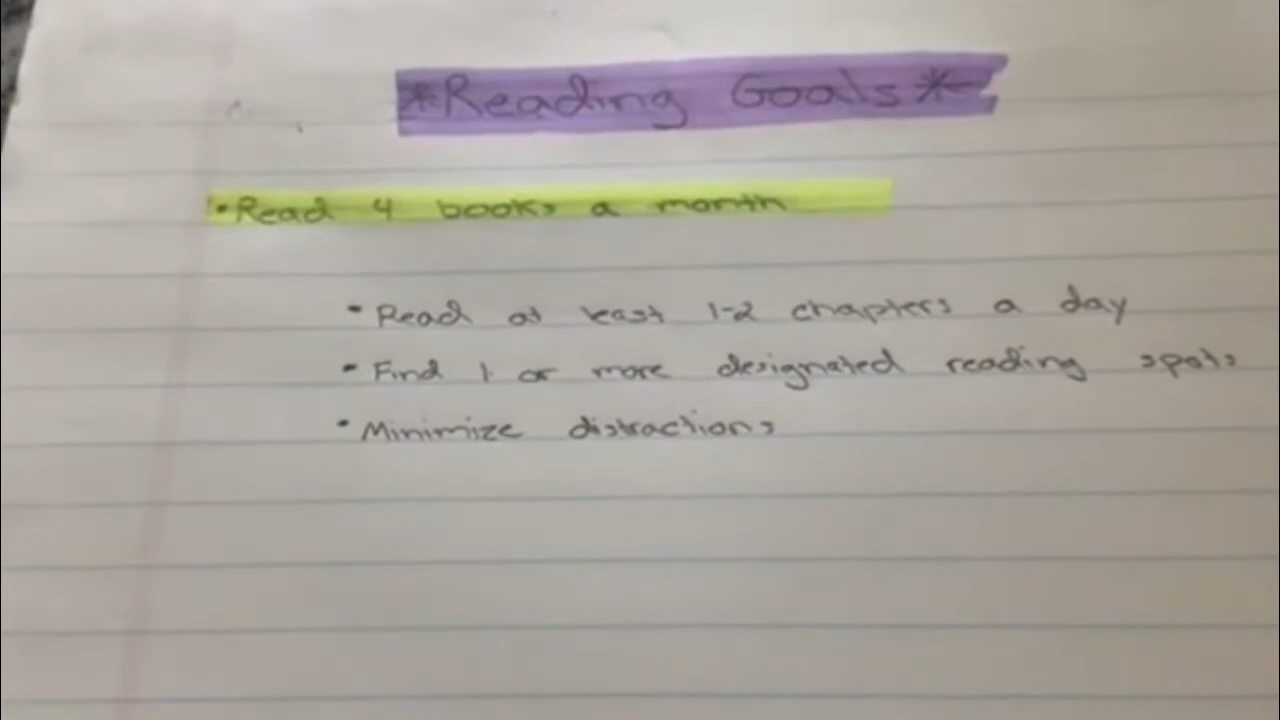 *Reading Goals*
• Read 4 books a month
• Read at least 1-2 chapters a day
• Find 1 or more designated reading spots
• Minimize distractions